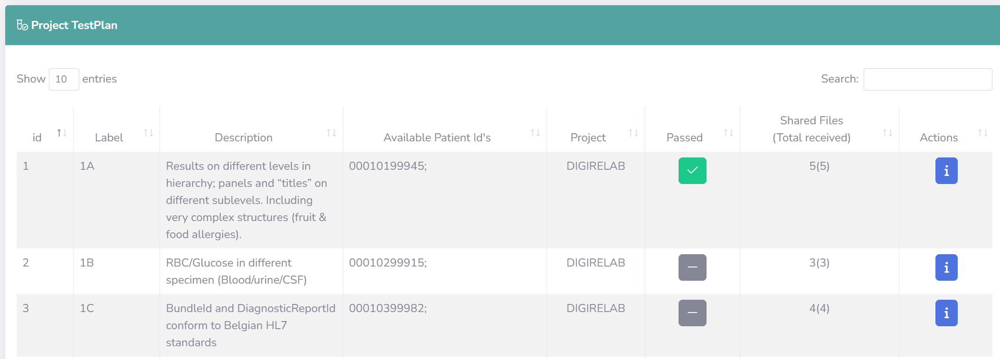 Project TestPlan
Show 10 entries
Search:
id
Label
Description
Available Patient Id's
Project
Passed
Shared Files
(Total received)
Actions
1
1A
Results on different levels in
hierarchy; panels and “titles” on
different sublevels. Including
very complex structures (fruit &
food allergies).
00010199945;
DIGIRELAB
5(5)
2
1B
RBC/Glucose in different
specimen (Blood/urine/CSF)
00010299915;
DIGIRELAB
3(3)
3
1C
BundleId and DiagnosticReportId
conform to Belgian HL7
standards
00010399982;
DIGIRELAB
4(4)